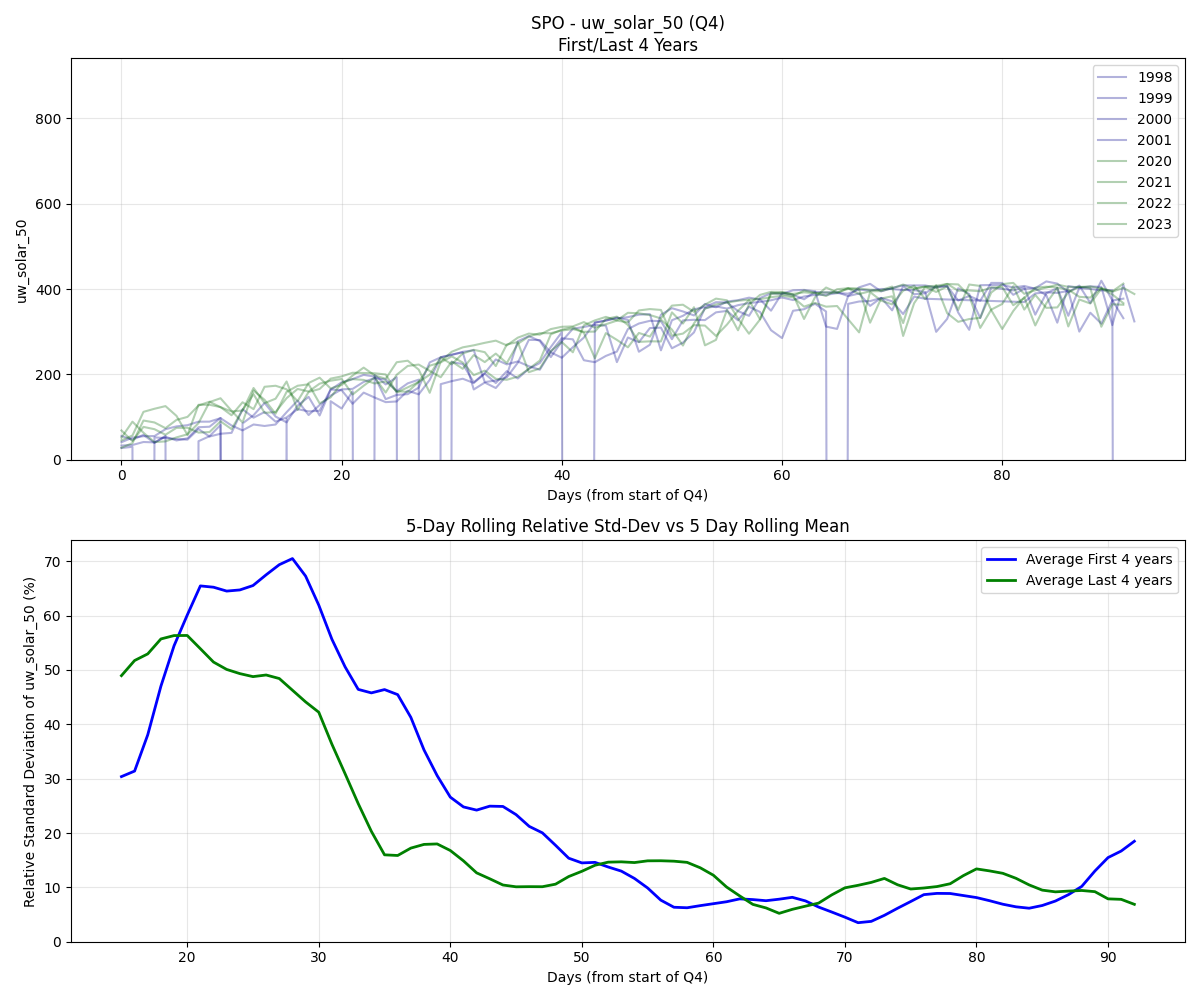 SPO - uw_solar_50 (Q4)
First/Last 4 Years
uw_solar_50
800
600
400
200
0
0 20 40 60 80
Days (from start of Q4)
1998
1999
2000
2001
2020
2021
2022
2023
5-Day Rolling Relative Std-Dev vs 5 Day Rolling Mean
Relative Standard Deviation of uw_solar_50 (%)
70
60
50
40
30
20
10
0
20 30 40 50 60 70 80 90
Days (from start of Q4)
Average First 4 years
Average Last 4 years